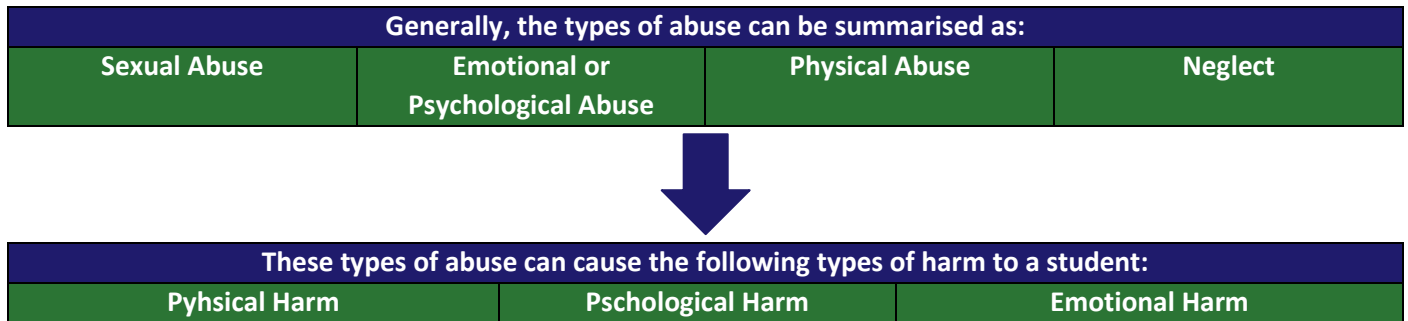 Generally, the types of abuse can be summarised as:
Sexual Abuse Emotional or Physical Abuse Neglect
Psychological Abuse
These types of abuse can cause the following types of harm to a student:
Pyhsical Harm Pschological Harm Emotional Harm